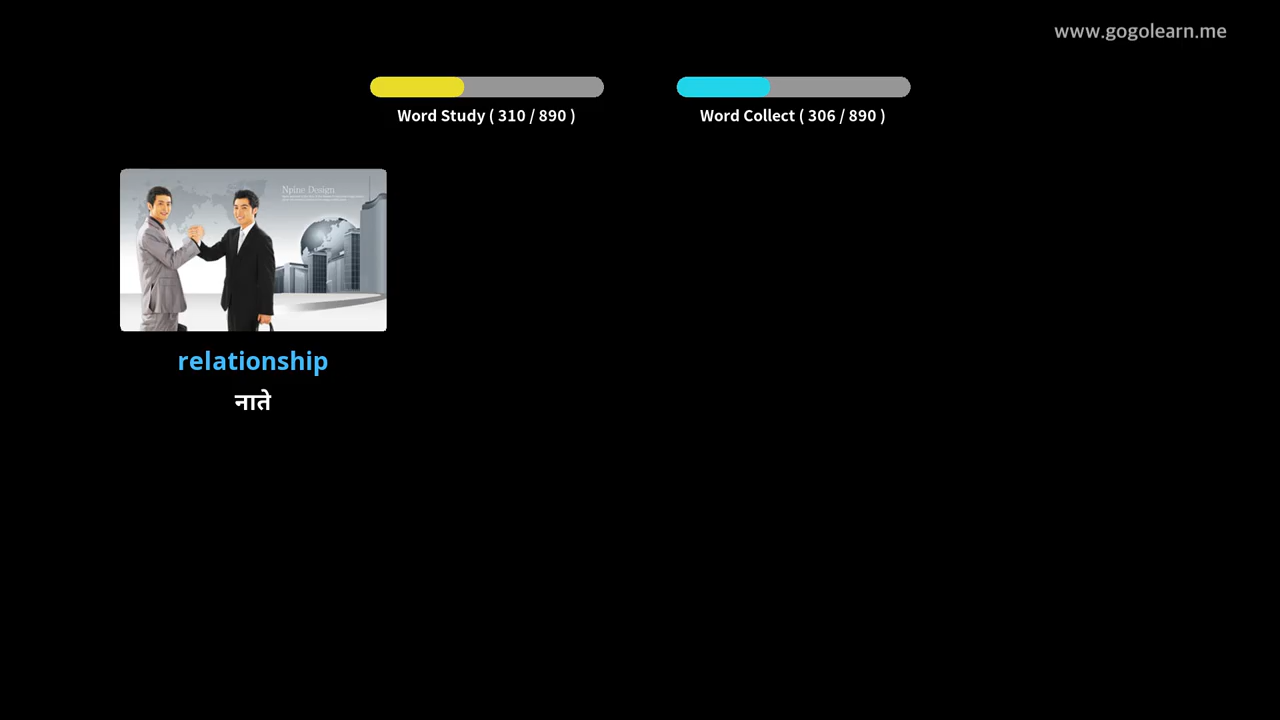 www.gogolearn.me
Word Study ( 310 / 890 )
Word Collect ( 306 / 890 )
Npine Design
relationship
नाते